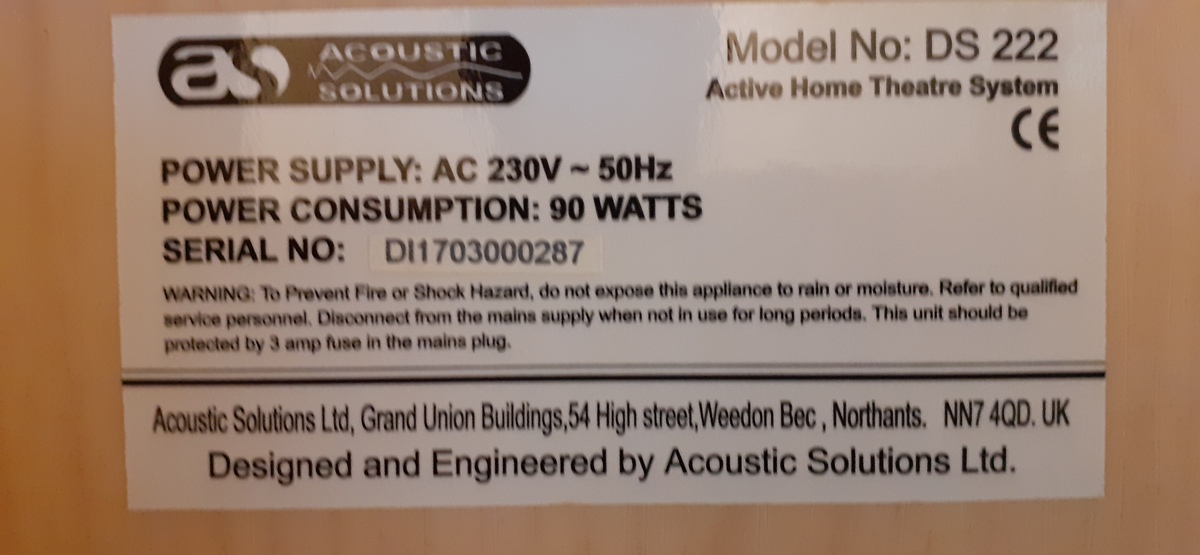 as ACOUSTIC SOLUTIONS
Model No: DS 222
Active Home Theatre System
CE
POWER SUPPLY: AC 230V ~ 50Hz
POWER CONSUMPTION: 90 WATTS
SERIAL NO: DI1703000287
WARNING: To Prevent Fire or Shock Hazard, do not expose this appliance to rain or moisture. Refer to qualified
service personnel. Disconnect from the mains supply when not in use for long periods. This unit should be
protected by 3 amp fuse in the mains plug.
Acoustic Solutions Ltd, Grand Union Buildings,54 High street,Weedon Bec , Northants. NN7 4QD. UK
Designed and Engineered by Acoustic Solutions Ltd.